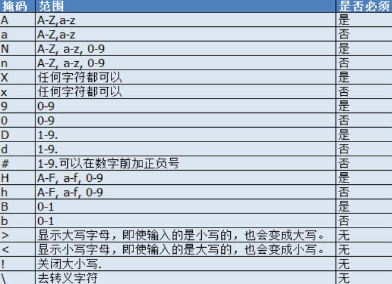 掩码 范围 是否必须
A A-Z,a-z 是
a A-Z,a-z 否
N A-Z, a-z, 0-9 是
n A-Z, a-z, 0-9 否
X 任何字符都可以 是
x 任何字符都可以 否
9 0-9 是
0 0-9 否
D 1-9. 是
d 1-9. 否
# 1-9.可以在数字前加正负号 否
H A-F, a-f, 0-9 是
h A-F, a-f, 0-9 否
B 0-1 是
b 0-1 否
> 显示大写字母，即使输入的是小写的，也会变成大写。 无
< 显示小写字母，即使输入的是大写的，也会变成小写。 无
! 关闭大小写. 无
\ 去转义字符 无